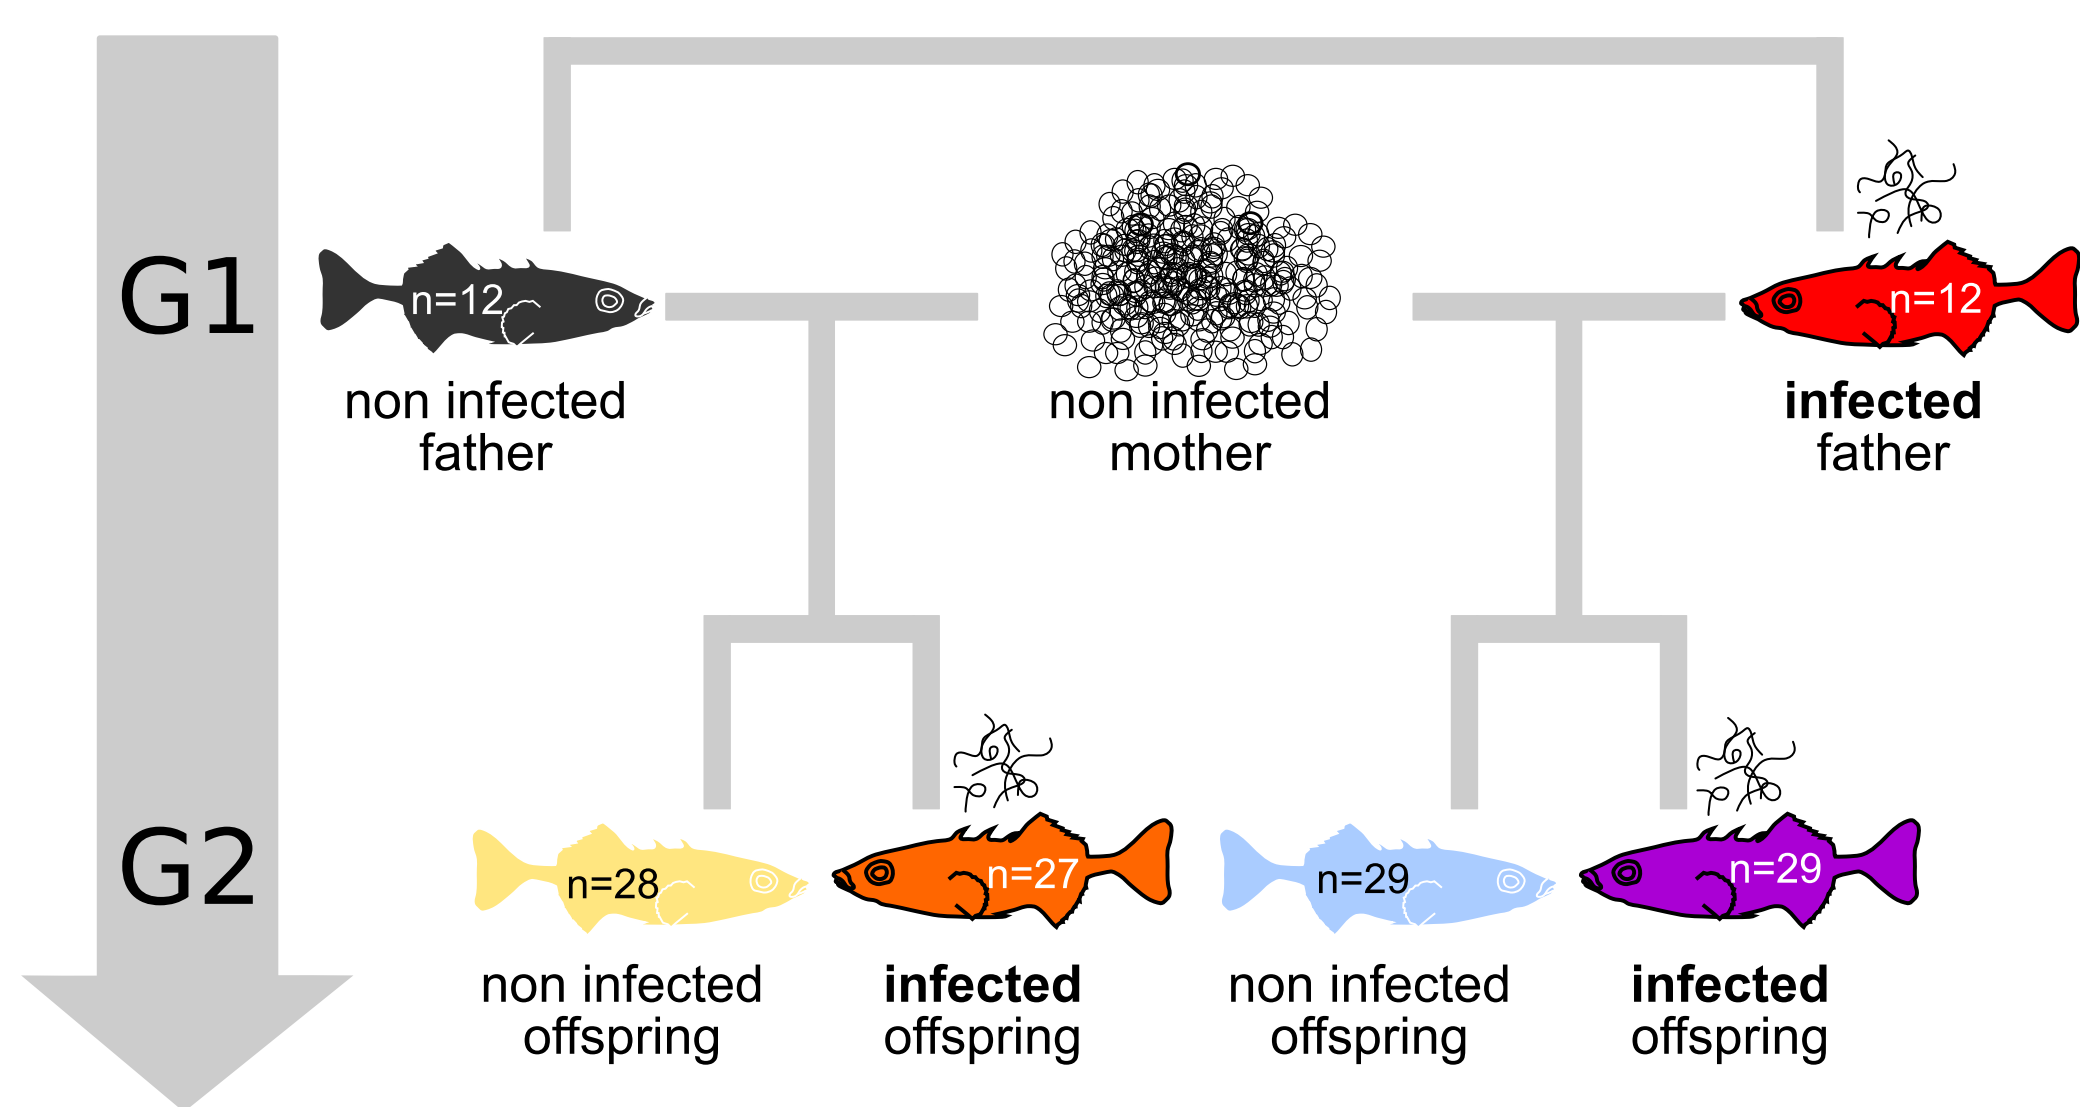 G1
n=12
n=12
non infected
father
non infected
mother
infected
father
G2
n=28
n=27
n=29
n=29
non infected
offspring
infected
offspring
non infected
offspring
infected
offspring